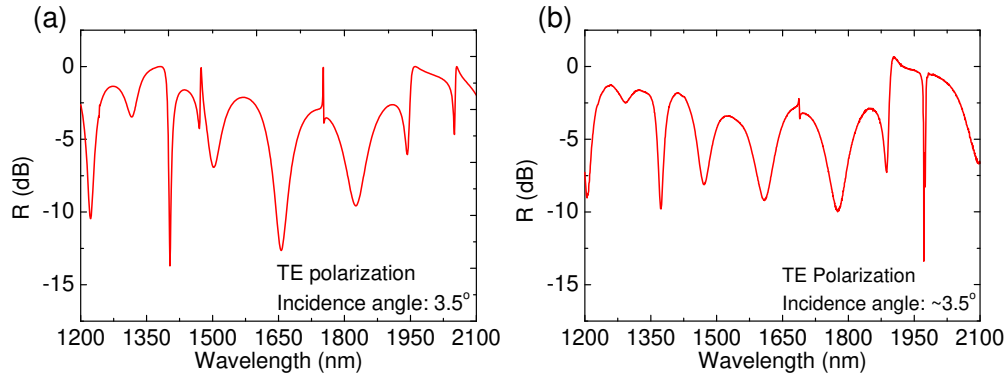 (a)
0
-5
-10
-15
R (dB)
TE polarization
Incidence angle: 3.5°
1200 1350 1500 1650 1800 1950 2100
Wavelength (nm)
(b)
0
-5
-10
-15
R (dB)
TE Polarization
Incidence angle: ~3.5°
1200 1350 1500 1650 1800 1950 2100
Wavelength (nm)